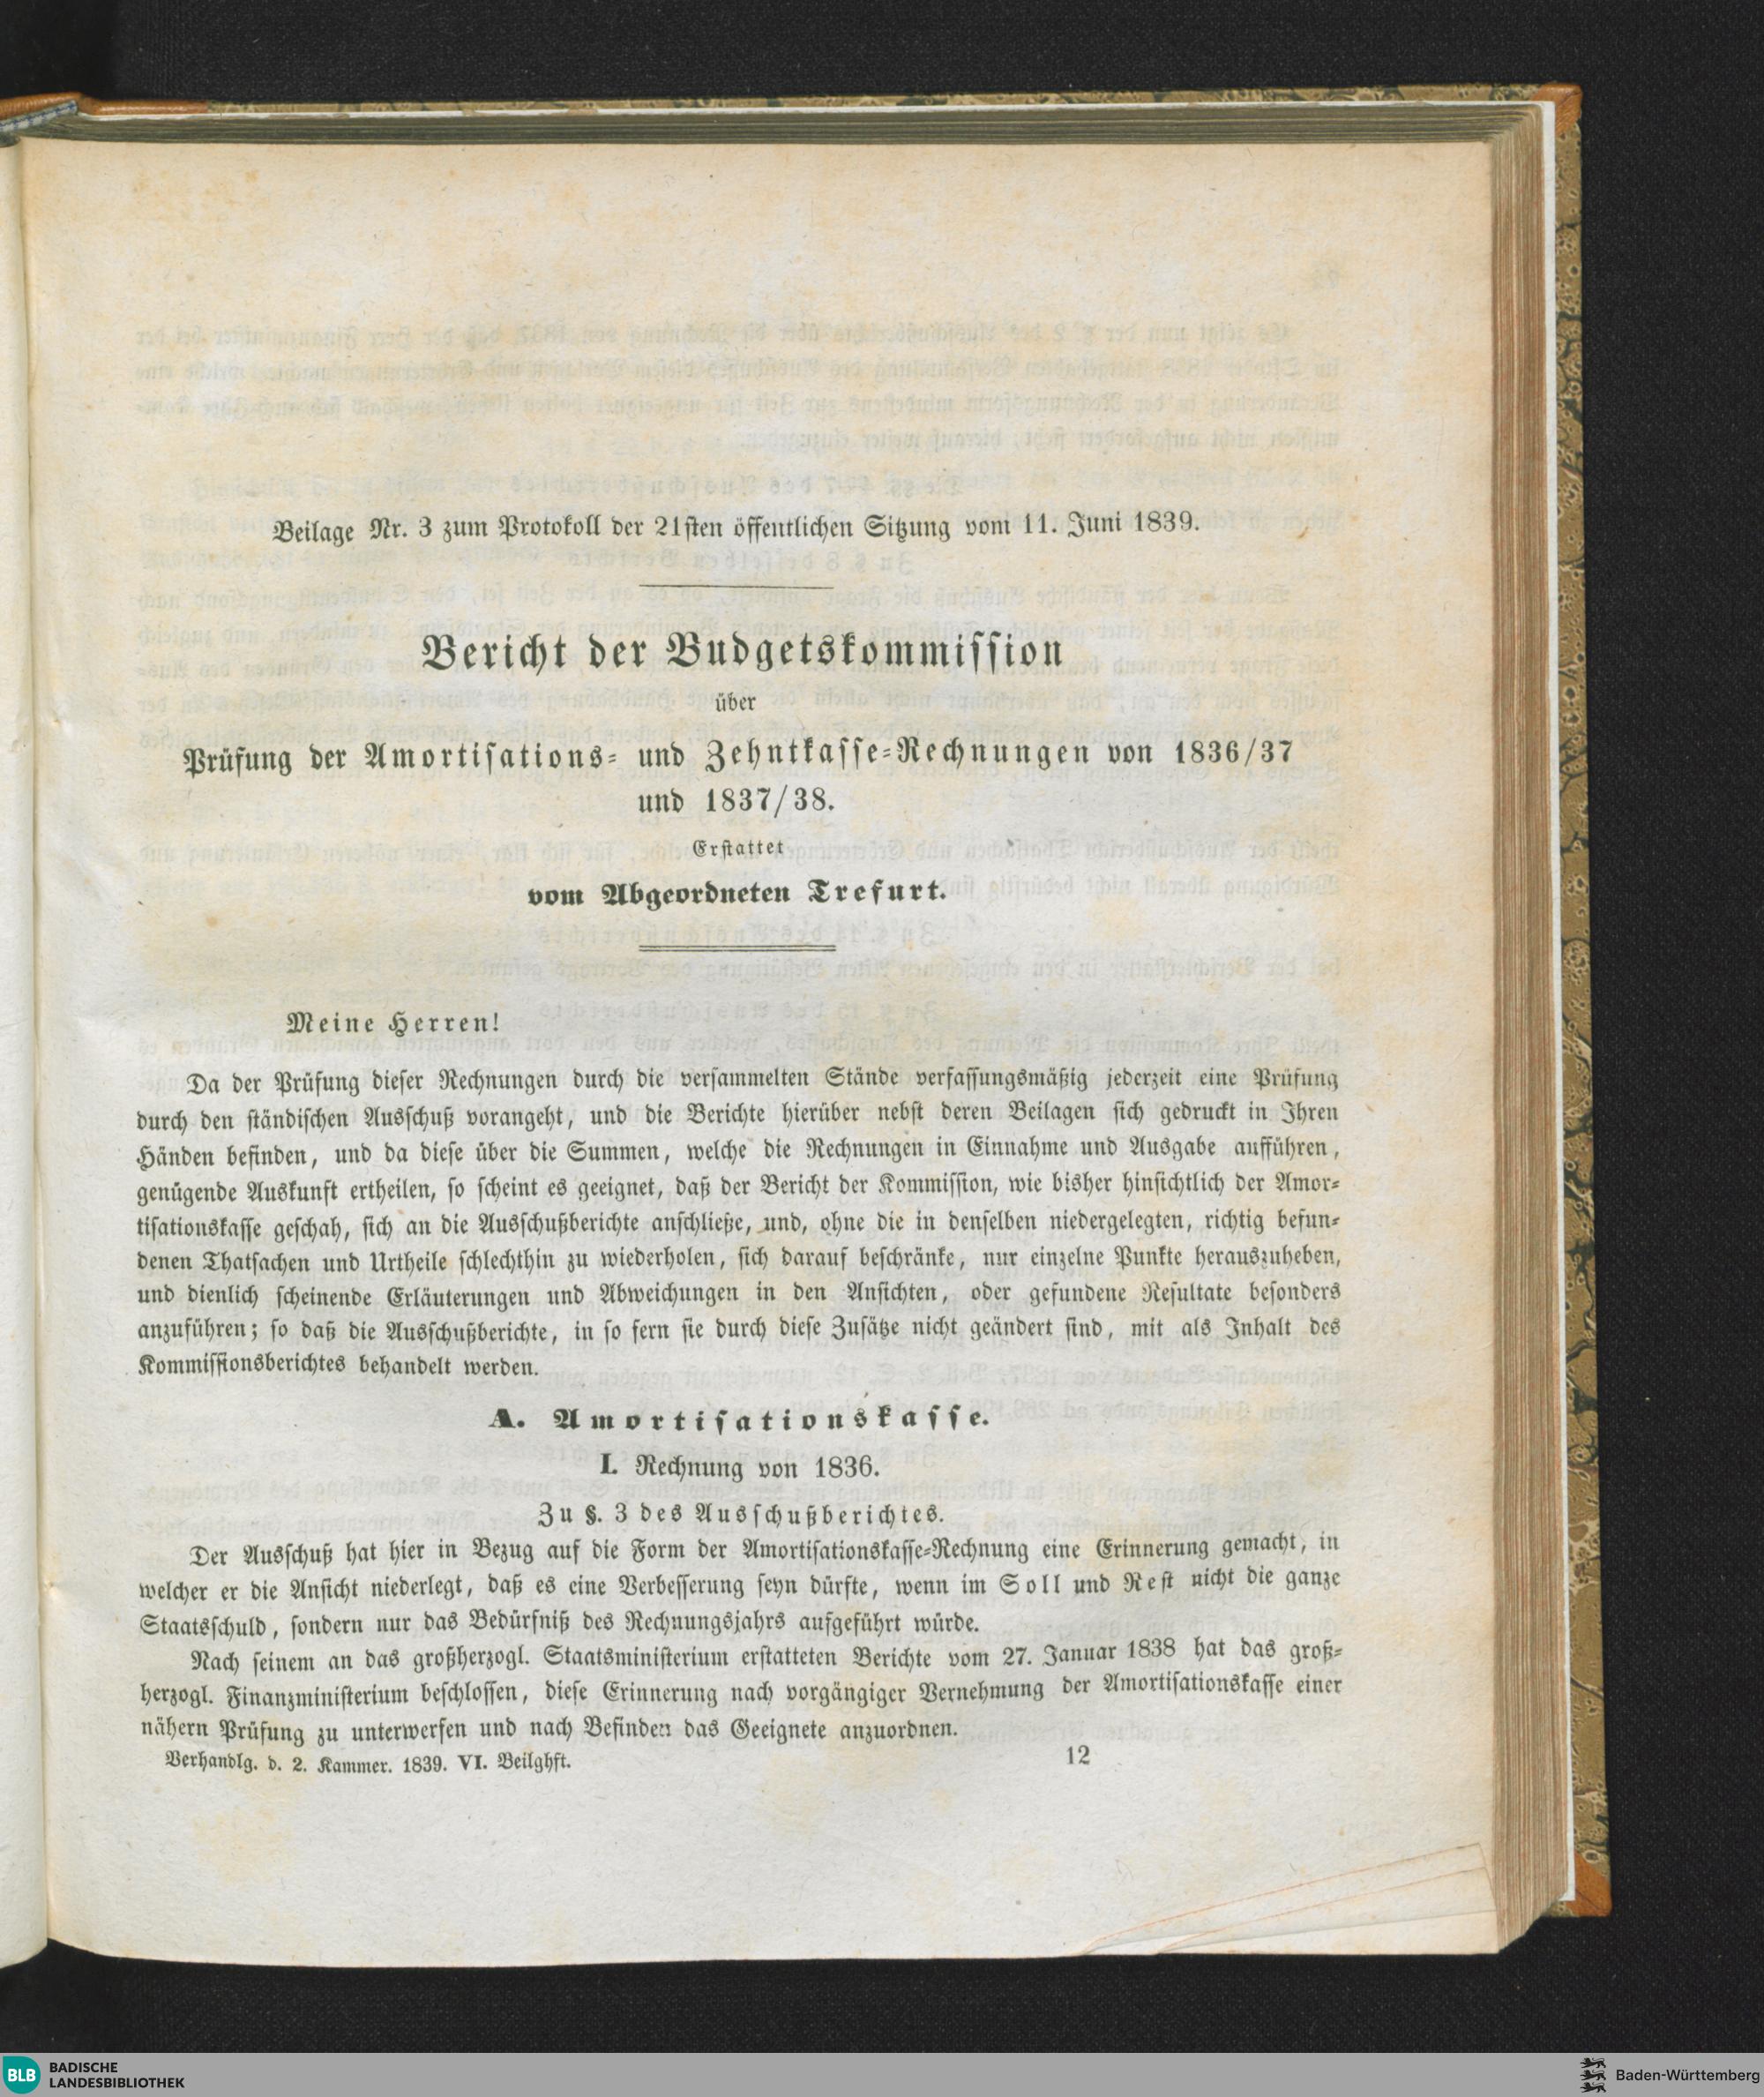 Beilage Nr. 3 zum Protokoll der 21sten öffentlichen Sitzung vom 11. Juni 1839.
Bericht der Budgetskommission
über
Prüfung der Amortisations- und Zehntkasse-Rechnungen von 1836/37
und 1837/38.
Erstattet
vom Abgeordneten Trefurt.
Meine Herren!
Da der Prüfung dieser Rechnungen durch die versammelten Stände verfassungsmäßig jederzeit eine Prüfung
durch den ständischen Ausschuß vorangeht, und die Berichte hierüber nebst deren Beilagen sich gedruckt in Ihren
Händen befinden, und da diese über die Summen, welche die Rechnungen in Einnahme und Ausgabe aufführen,
genügende Auskunft ertheilen, so scheint es geeignet, daß der Bericht der Kommission, wie bisher hinsichtlich der Amor-
tisationskasse geschah, sich an die Ausschußberichte anschließe, und, ohne die in denselben niedergelegten, richtig befun-
denen Thatsachen und Urtheile schlechthin zu wiederholen, sich darauf beschränke, nur einzelne Punkte herauszuheben,
und dienlich scheinende Erläuterungen und Abweichungen in den Ansichten, oder gefundene Resultate besonders
anzuführen; so daß die Ausschußberichte, in so fern sie durch diese Zusätze nicht geändert sind, mit als Inhalt des
Kommissionsberichtes behandelt werden.
A. Amortisationskasse.
I. Rechnung von 1836.
Zu §. 3 des Ausschußberichtes.
Der Ausschuß hat hier in Bezug auf die Form der Amortisationskasse-Rechnung eine Erinnerung gemacht, in
welcher er die Ansicht niederlegt, daß es eine Verbesserung seyn dürfte, wenn im Soll und Rest nicht die ganze
Staatsschuld, sondern nur das Bedürfniß des Rechnungsjahrs aufgeführt würde.
Nach seinem an das großherzogl. Staatsministerium erstatteten Berichte vom 27. Januar 1838 hat das groß-
herzogl. Finanzministerium beschlossen, diese Erinnerung nach vorgängiger Vernehmung der Amortisationskasse einer
nähern Prüfung zu unterwerfen und nach Befinden das Geeignete anzuordnen.
Verhandlg. d. 2. Kammer. 1839. VI. Beilghft. 12
BLB BADISCHE
LANDESBIBLIOTHEK
Baden-Württemberg